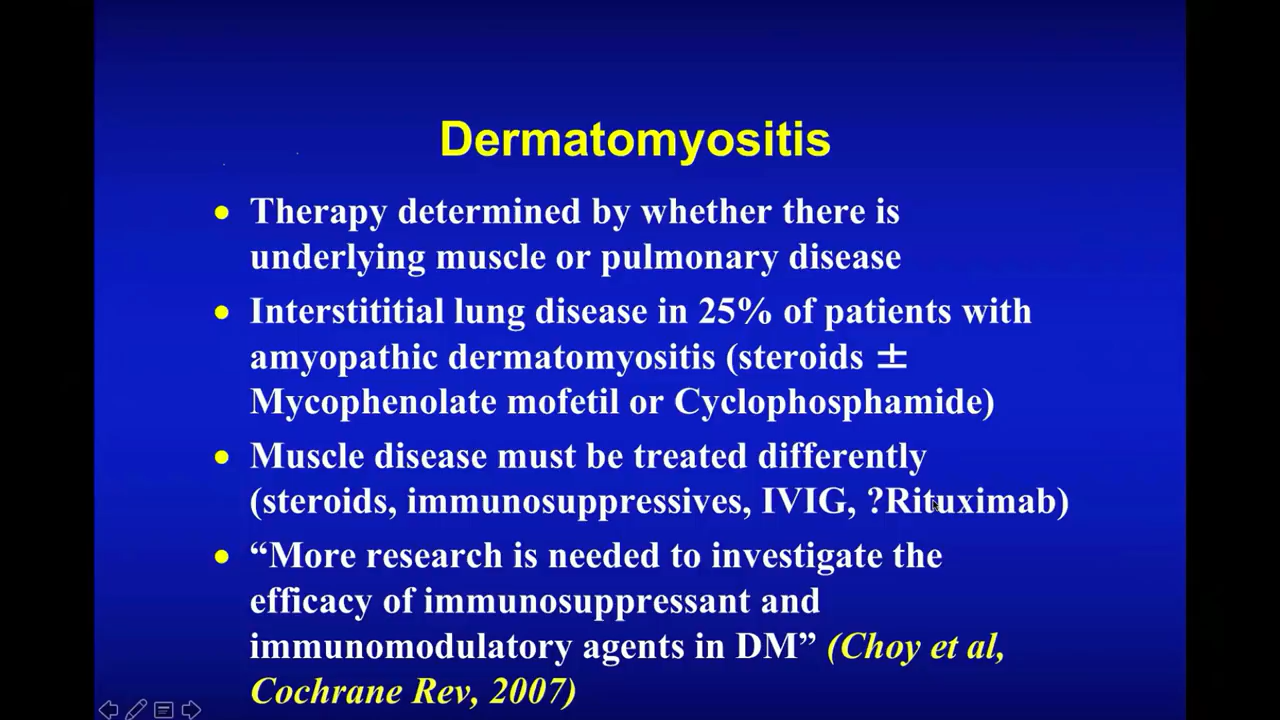 Dermatomyositis
• Therapy determined by whether there is
underlying muscle or pulmonary disease
• Interstititial lung disease in 25% of patients with
amyopathic dermatomyositis (steroids ±
Mycophenolate mofetil or Cyclophosphamide)
• Muscle disease must be treated differently
(steroids, immunosuppressives, IVIG, ?Rituximab)
• “More research is needed to investigate the
efficacy of immunosuppressant and
immunomodulatory agents in DM” (Choy et al,
Cochrane Rev, 2007)